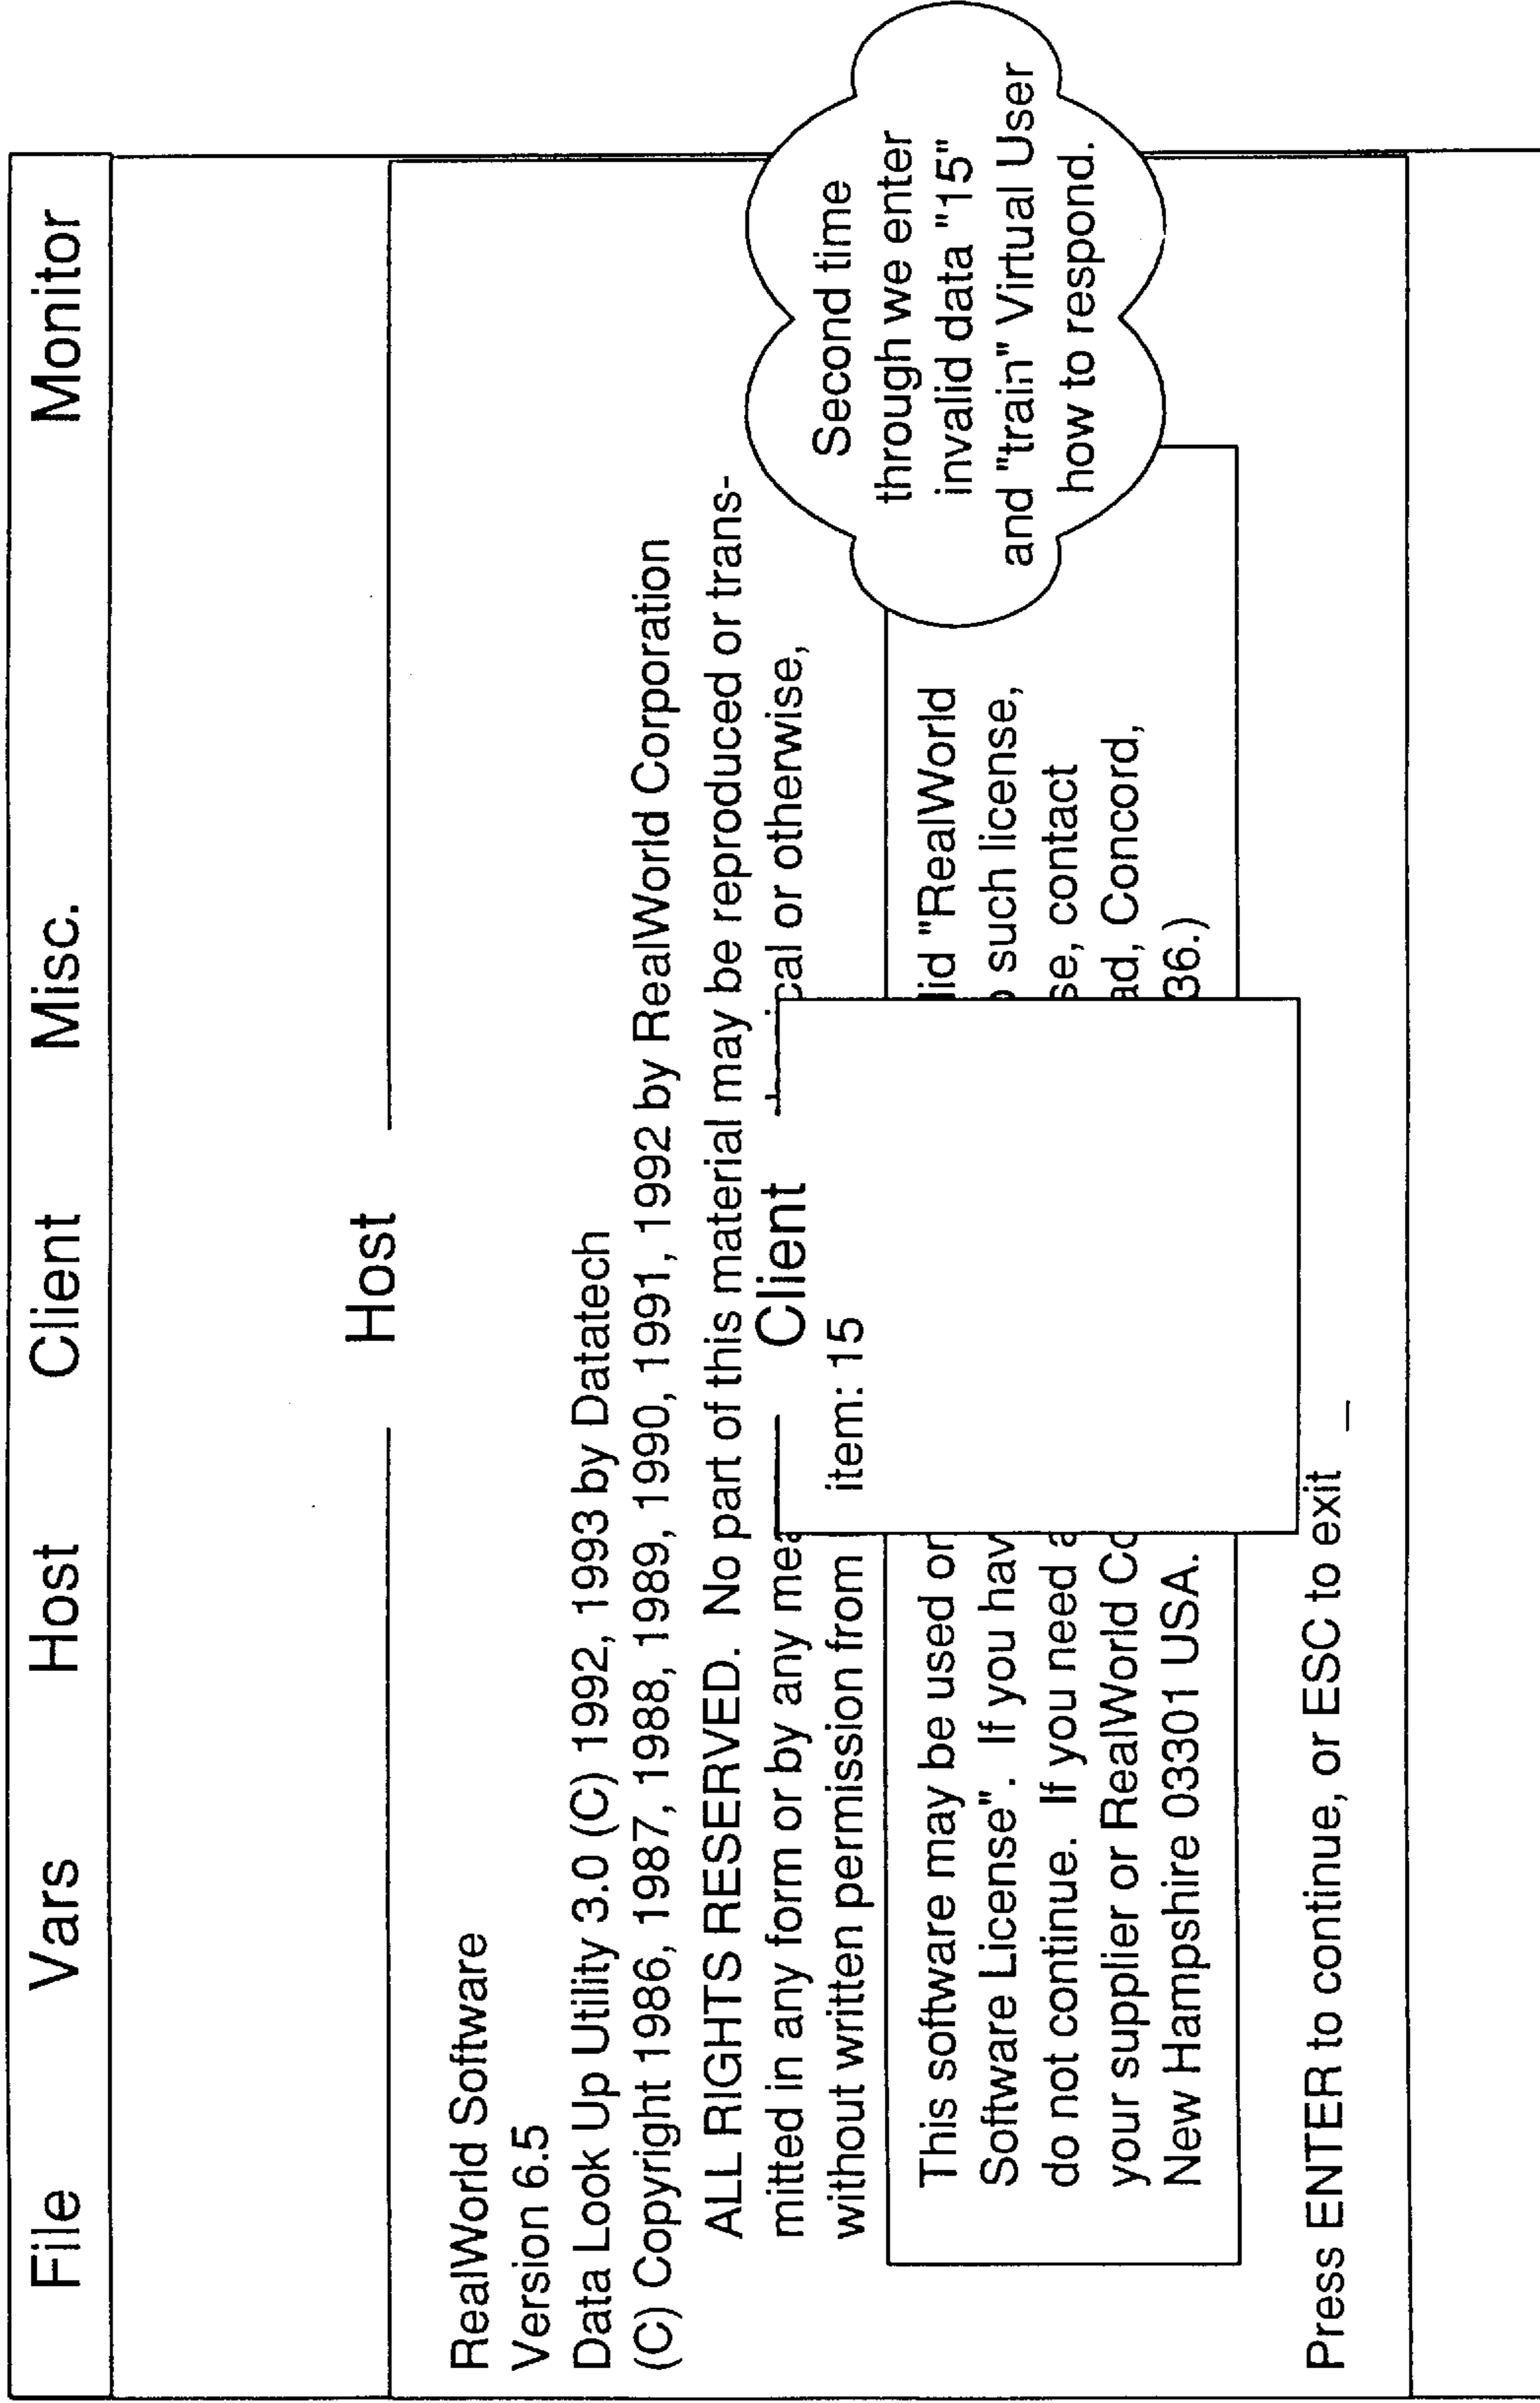 File Vars Host Client Misc. Monitor
Host
RealWorld Software
Version 6.5
Data Look Up Utility 3.0 (C) 1992, 1993 by Datatech
(C) Copyright 1986, 1987, 1988, 1989, 1990, 1991, 1992 by RealWorld Corporation
ALL RIGHTS RESERVED. No part of this material may be reproduced or trans-
mitted in any form or by any cal or otherwise,
without written permission from
Client
item: 15
This software may be used lid "RealWorld
Software License". If you such license,
do not continue. If you need se, contact
your supplier or RealWorld ad, Concord,
New Hampshire 03301 USA. 36.)
Press ENTER to continue, or ESC to exit _
Second time
through we enter
invalid data "15"
and "train" Virtual User
how to respond.